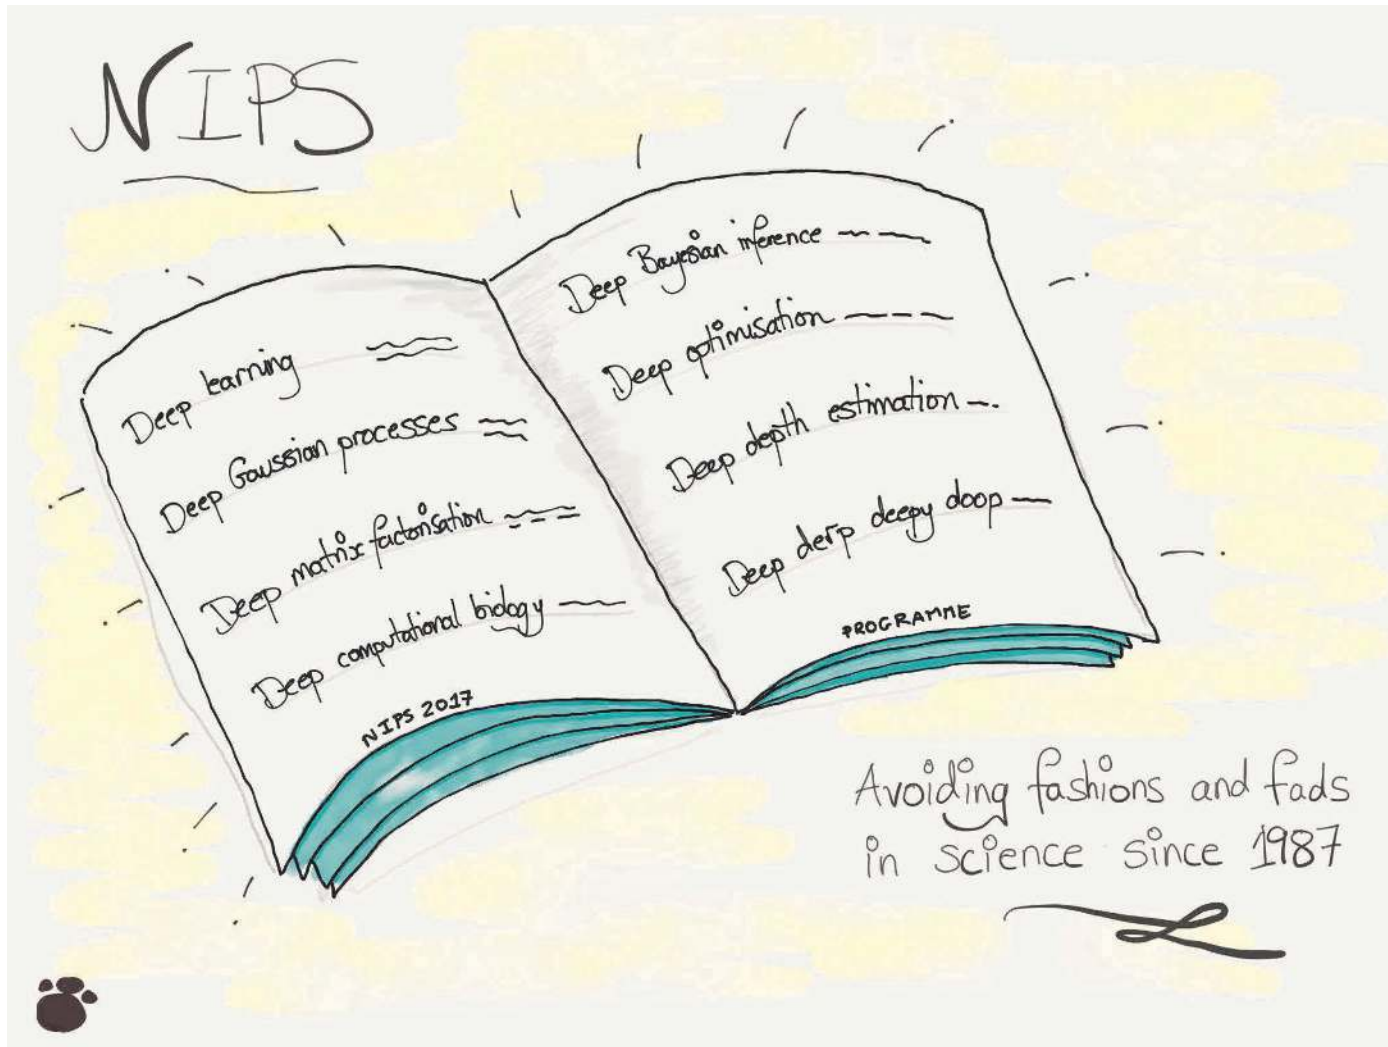 NIPS
Deep learning
Deep Gaussian processes
Deep matrix factorisation
Deep computational biology
NIPS 2017
Deep Bayesian inference
Deep optimisation
Deep depth estimation
Deep derp deepy doop
PROGRAMME
Avoiding fashions and fads
in science since 1987